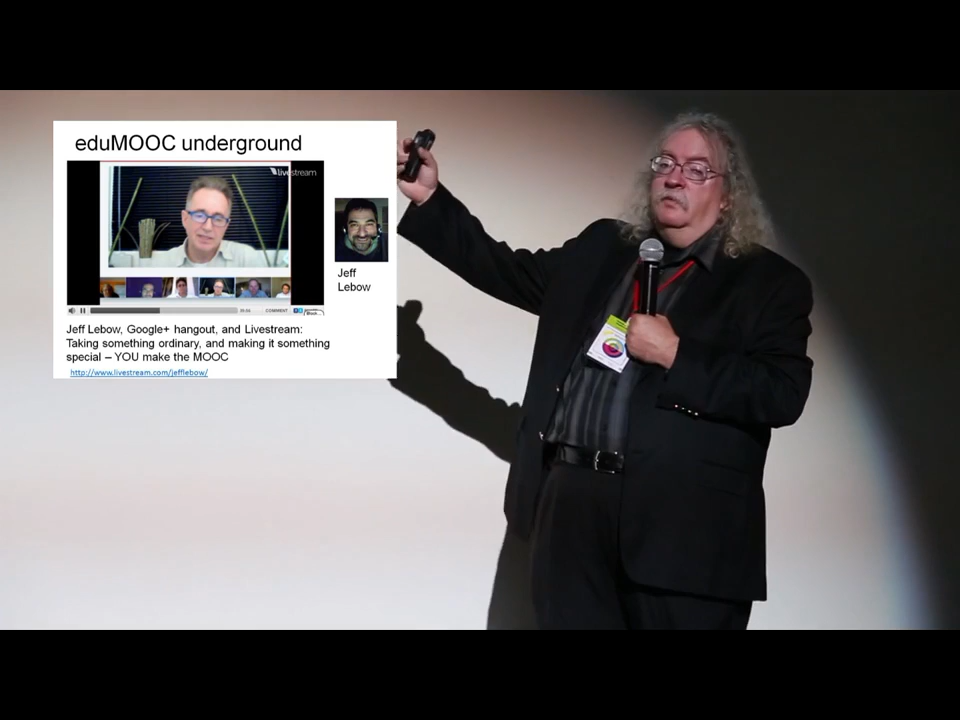 eduMOOC underground
livestream
Jeff
Lebow
COMMENT
Jeff Lebow, Google+ hangout, and Livestream:
Taking something ordinary, and making it something
special – YOU make the MOOC
http://www.livestream.com/jefflebow/